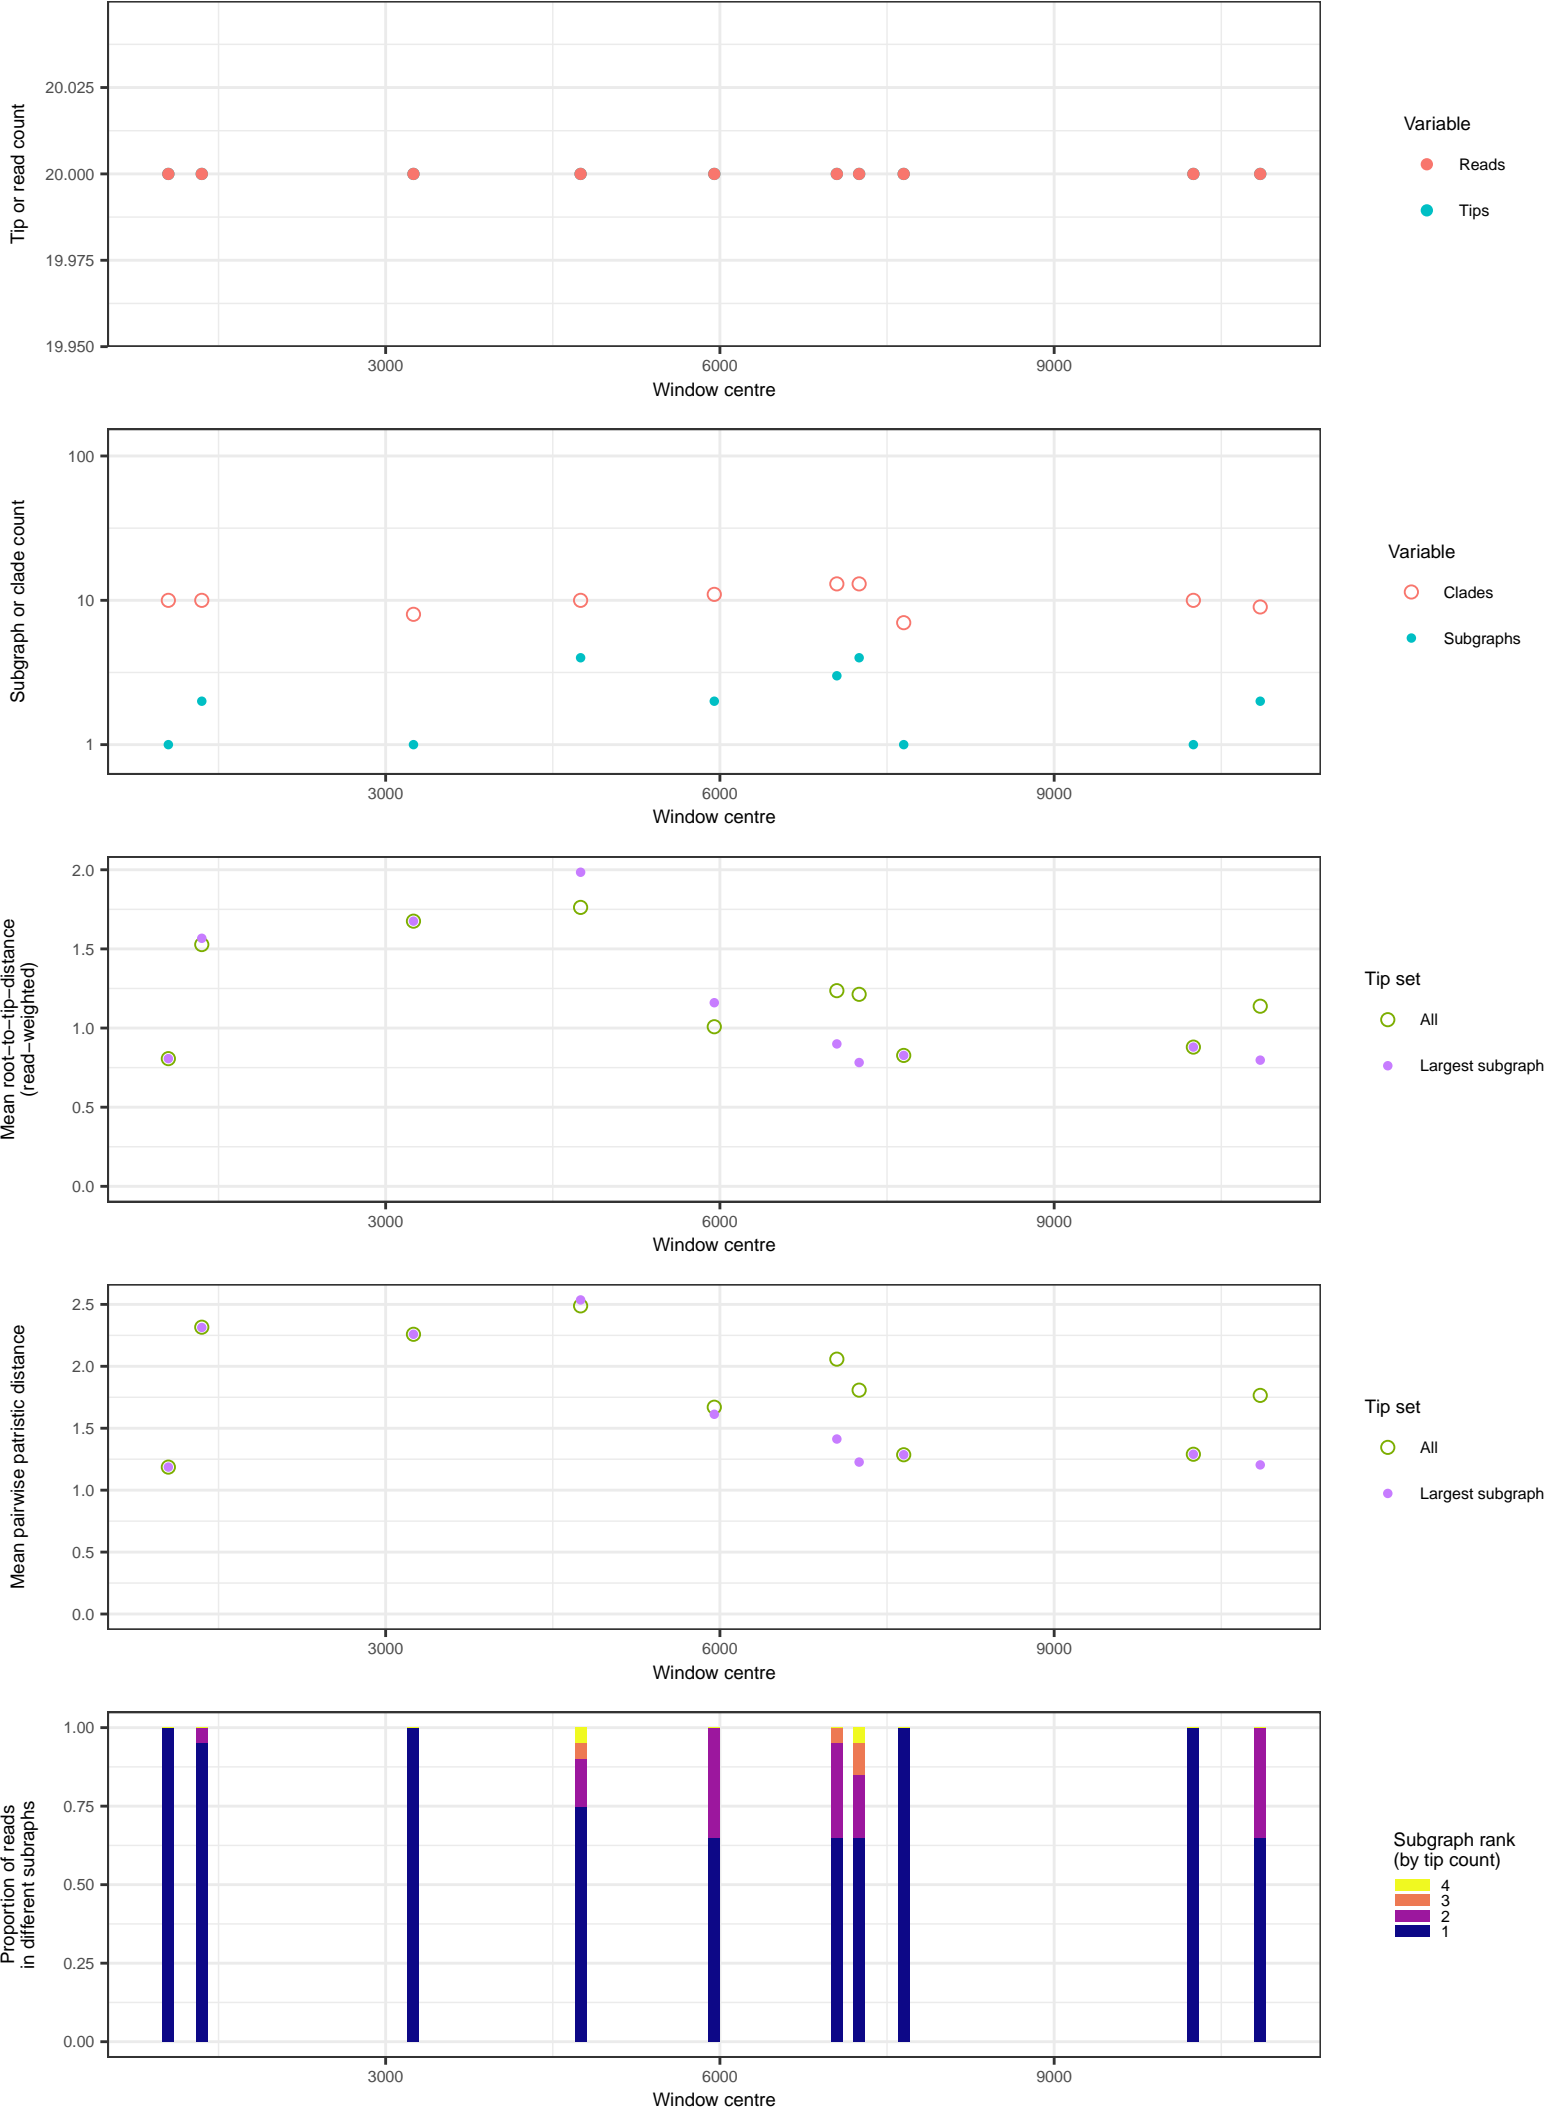 Tip or read count
20.025
20.000
19.975
19.950
3000 6000 9000
Window centre
Variable
Reads
Tips
Subgraph or clade count
100
10
1
3000 6000 9000
Window centre
Variable
Clades
Subgraphs
Mean root−to−tip−distance
(read−weighted)
2.0
1.5
1.0
0.5
0.0
3000 6000 9000
Window centre
Tip set
All
Largest subgraph
Mean pairwise patristic distance
2.5
2.0
1.5
1.0
0.5
0.0
3000 6000 9000
Window centre
Tip set
All
Largest subgraph
Proportion of reads
in different subraphs
1.00
0.75
0.50
0.25
0.00
3000 6000 9000
Window centre
Subgraph rank
(by tip count)
4
3
2
1